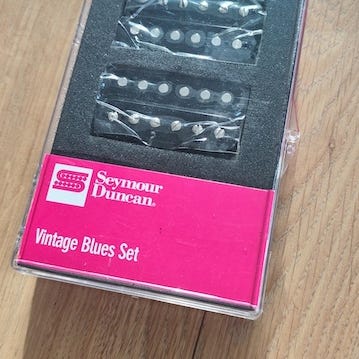 Seymour
Duncan®
Vintage Blues Set